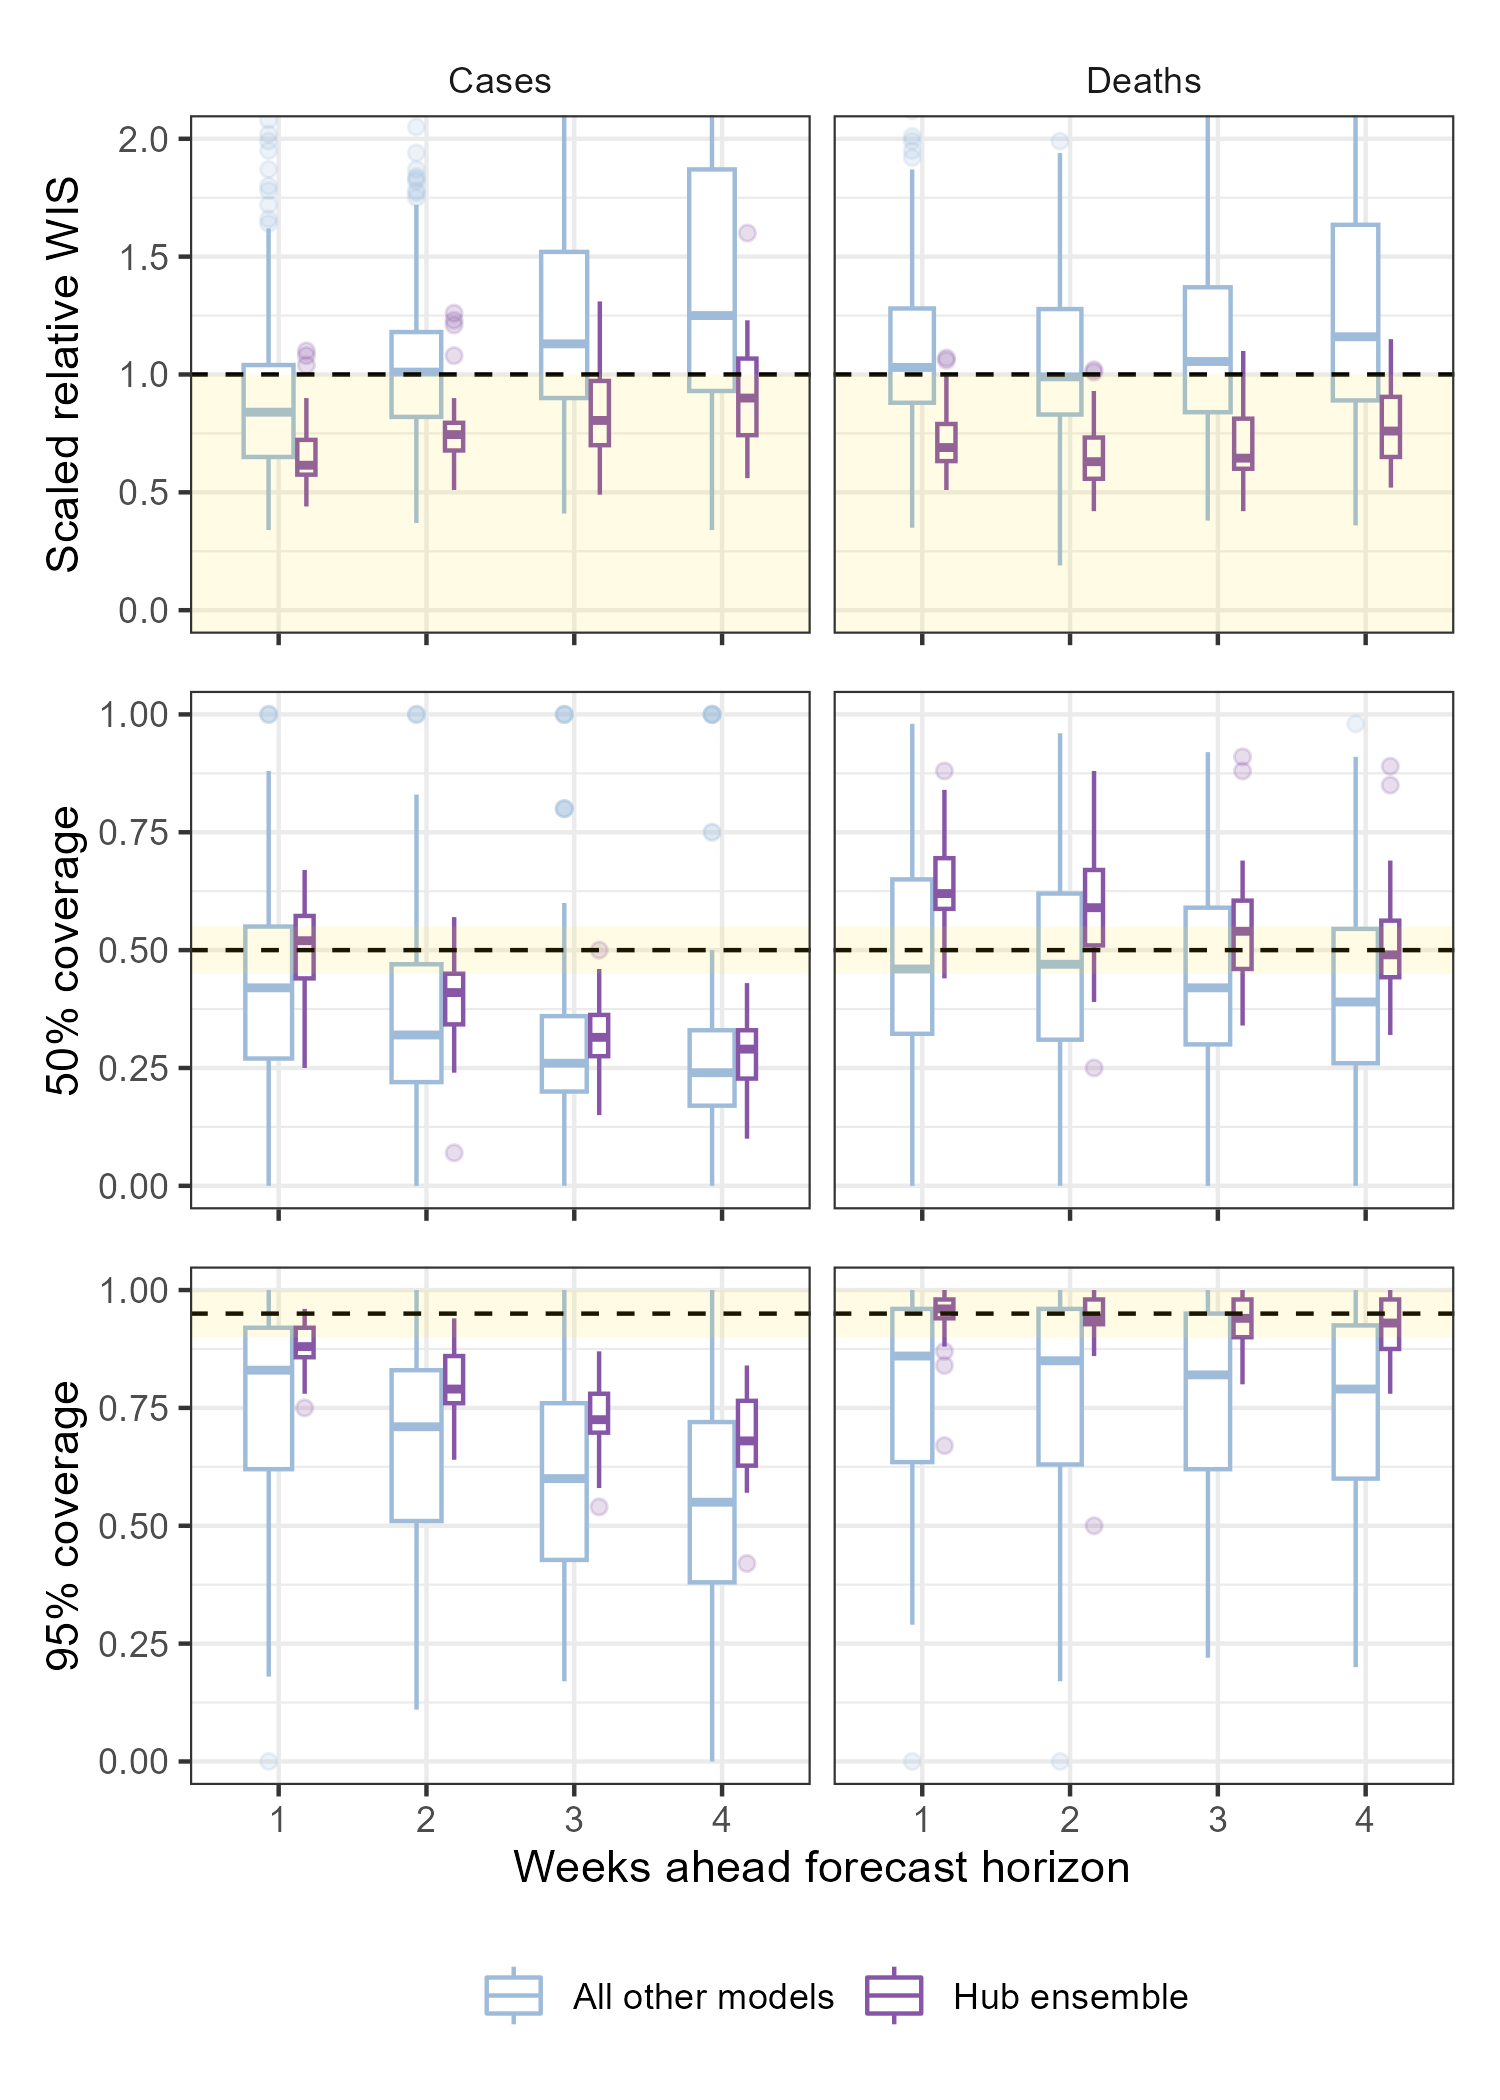 Cases
Deaths
Scaled relative WIS
2.0
1.5
1.0
0.5
0.0
50% coverage
1.00
0.75
0.50
0.25
0.00
95% coverage
1.00
0.75
0.50
0.25
0.00
1 2 3 4 1 2 3 4
Weeks ahead forecast horizon
All other models Hub ensemble